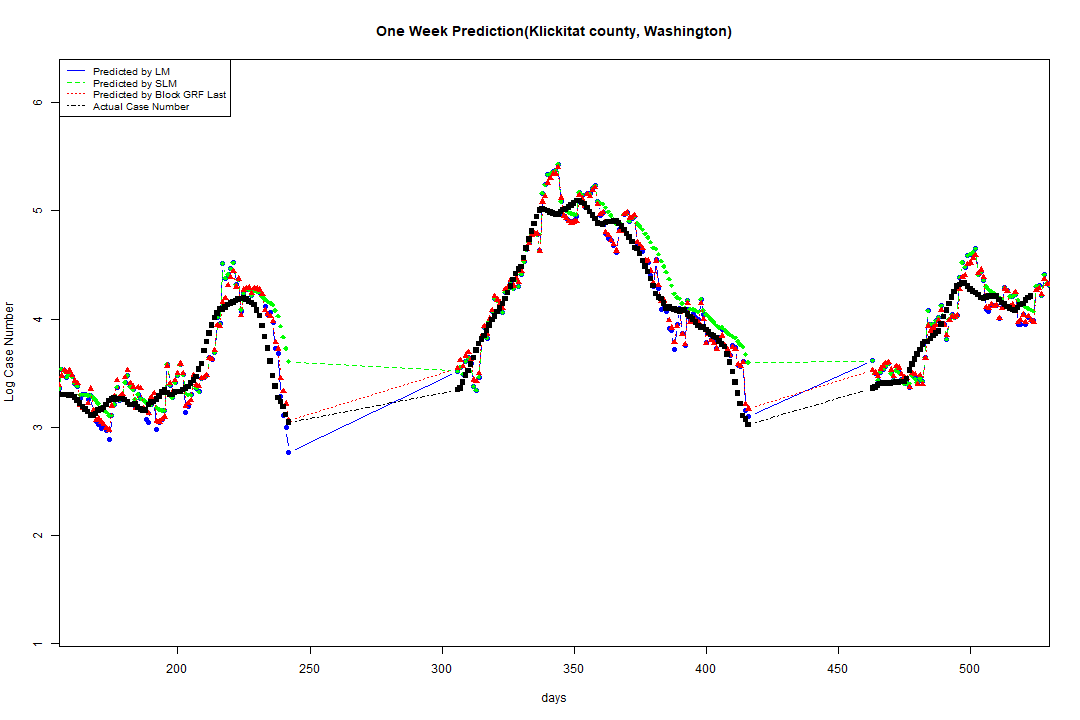 One Week Prediction(Klickitat county, Washington)
Predicted by LM
Predicted by SLM
Predicted by Block GRF Last
Actual Case Number
Log Case Number
6
5
4
3
2
1
200 250 300 350 400 450 500
days